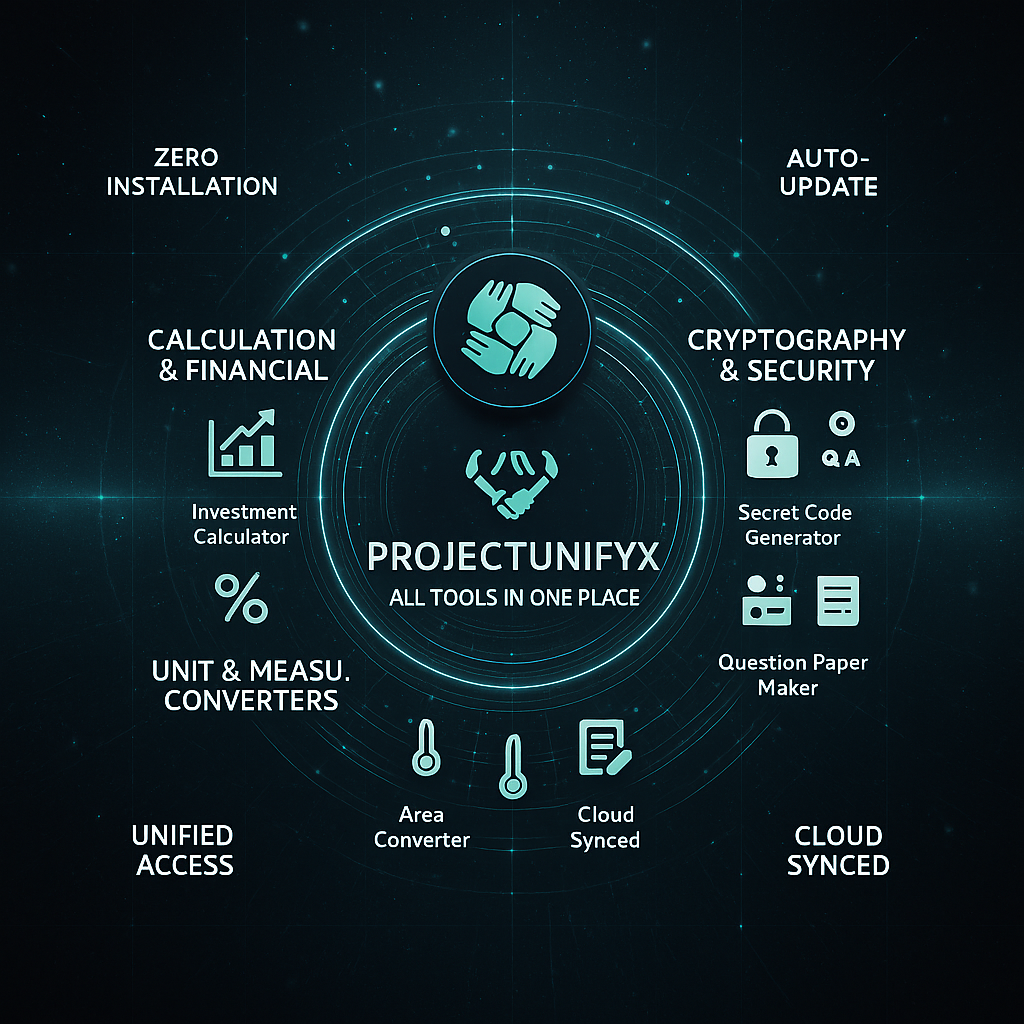 ZERO
INSTALLATION
AUTO-
UPDATE
CALCULATION
& FINANCIAL
CRYPTOGRAPHY
& SECURITY
Q A
Investment
Calculator
Secret Code
Generator
PROJECTUNIFYX
ALL TOOLS IN ONE PLACE
%
UNIT & MEASU.
CONVERTERS
Question Paper
Maker
Area
Converter
Cloud
Synced
UNIFIED
ACCESS
CLOUD
SYNCED